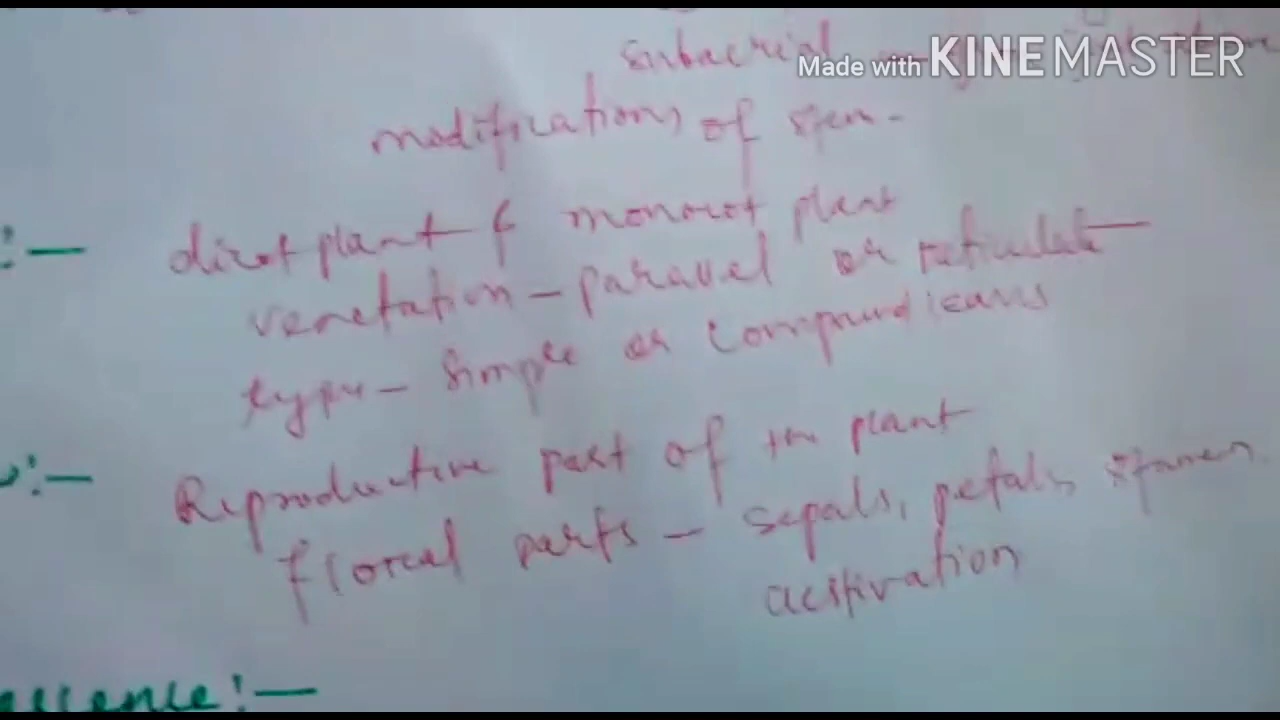 subaerial
Made with KINEMASTER
modifications of stem.
:- dicot plant & monocot plant
venetation - parallel or reticulate
type - simple or compound leaves
:- Reproductive part of the plant
floral parts - sepals, petals, stamen
aestivation
escence:-